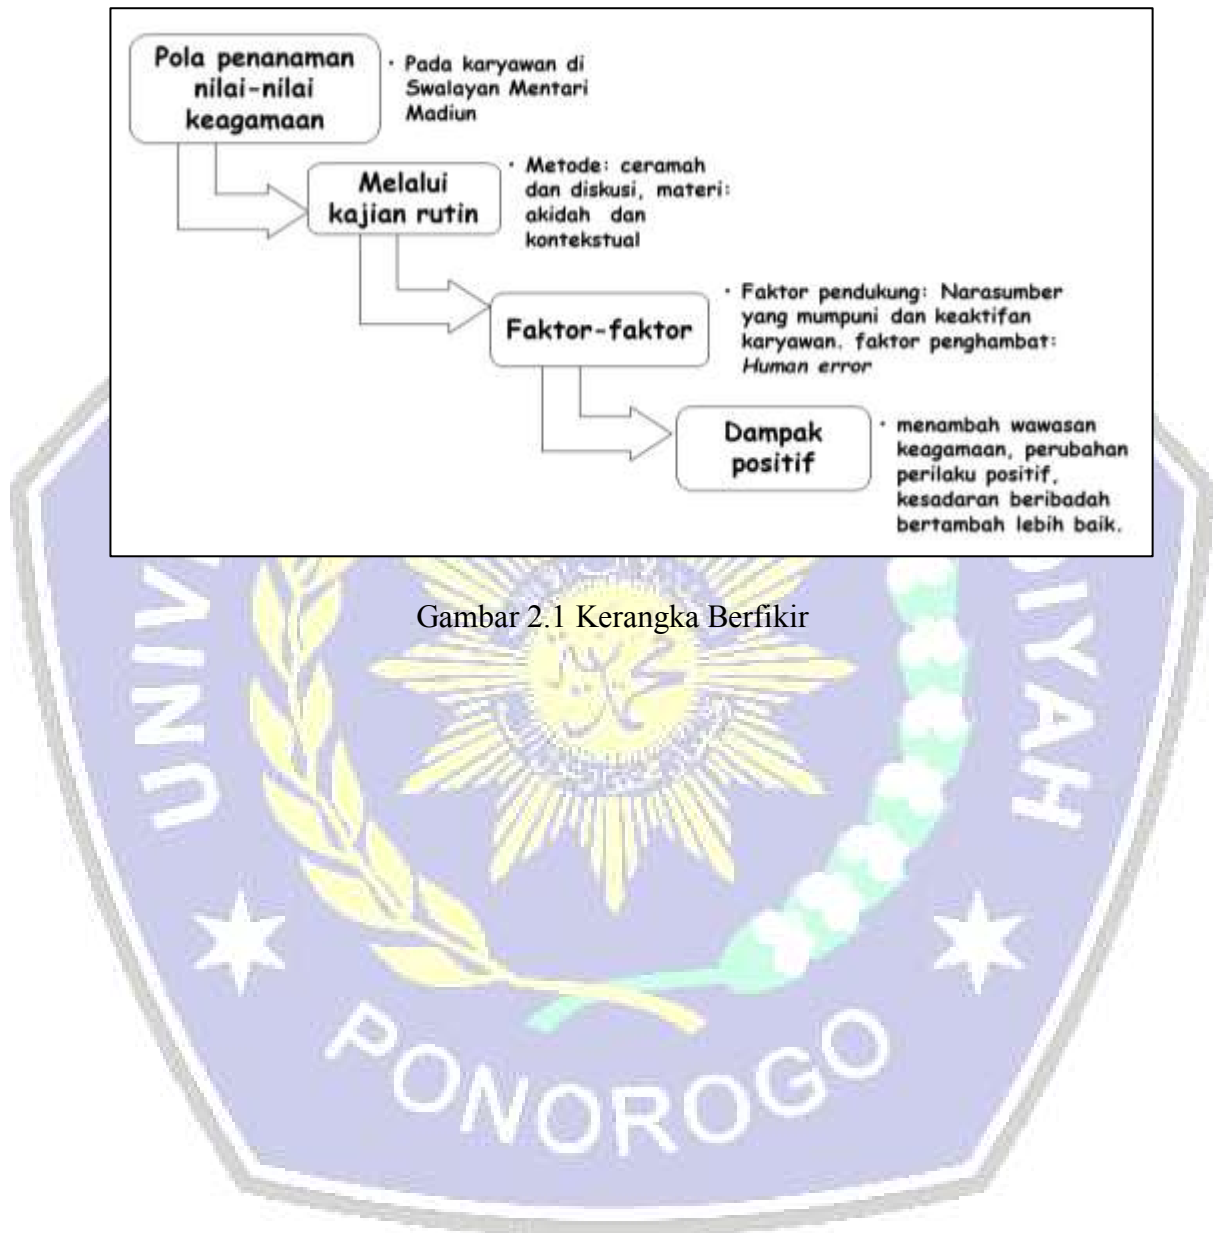 Pola penanaman
nilai-nilai
keagamaan
• Pada karyawan di
Swalayan Mentari
Madiun
Melalui
kajian rutin
• Metode: ceramah
dan diskusi, materi:
akidah dan
kontekstual
Faktor-faktor
• Faktor pendukung: Narasumber
yang mumpuni dan keaktifan
karyawan. faktor penghambat:
Human error
Dampak
positif
• menambah wawasan
keagamaan, perubahan
perilaku positif,
kesadaran beribadah
bertambah lebih baik.
Gambar 2.1 Kerangka Berfikir
UNIV
DIYAH
PONOROGO